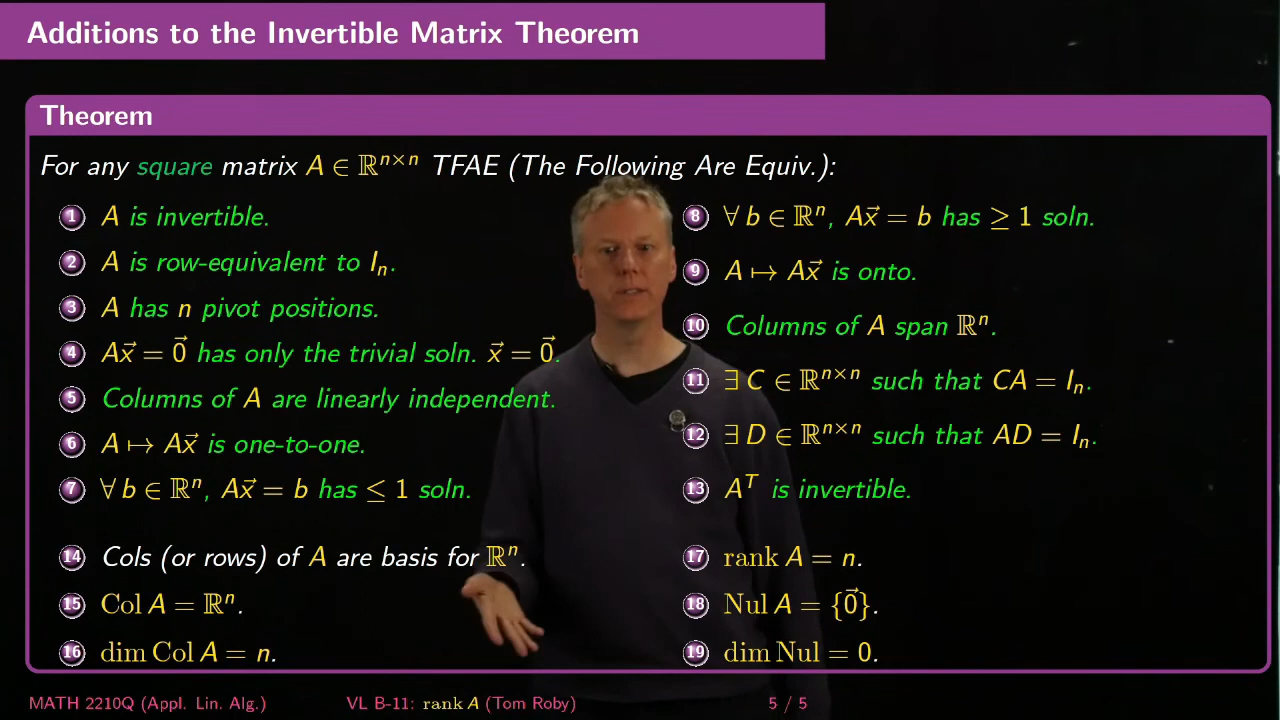 Additions to the Invertible Matrix Theorem
Theorem
For any square matrix A ∈ ℝⁿˣⁿ TFAE (The Following Are Equiv.):
1 A is invertible.
2 A is row-equivalent to Iₙ.
3 A has n pivot positions.
4 Ax⃗ = 0⃗ has only the trivial soln. x⃗ = 0⃗.
5 Columns of A are linearly independent.
6 A ↦ Ax⃗ is one-to-one.
7 ∀ b ∈ ℝⁿ, Ax⃗ = b has ≤ 1 soln.
8 ∀ b ∈ ℝⁿ, Ax⃗ = b has ≥ 1 soln.
9 A ↦ Ax⃗ is onto.
10 Columns of A span ℝⁿ.
11 ∃ C ∈ ℝⁿˣⁿ such that CA = Iₙ.
12 ∃ D ∈ ℝⁿˣⁿ such that AD = Iₙ.
13 Aᵀ is invertible.
14 Cols (or rows) of A are basis for ℝⁿ.
15 Col A = ℝⁿ.
16 dim Col A = n.
17 rank A = n.
18 Nul A = {0⃗}.
19 dim Nul = 0.
MATH 2210Q (Appl. Lin. Alg.) VL B-11: rank A (Tom Roby) 5 / 5